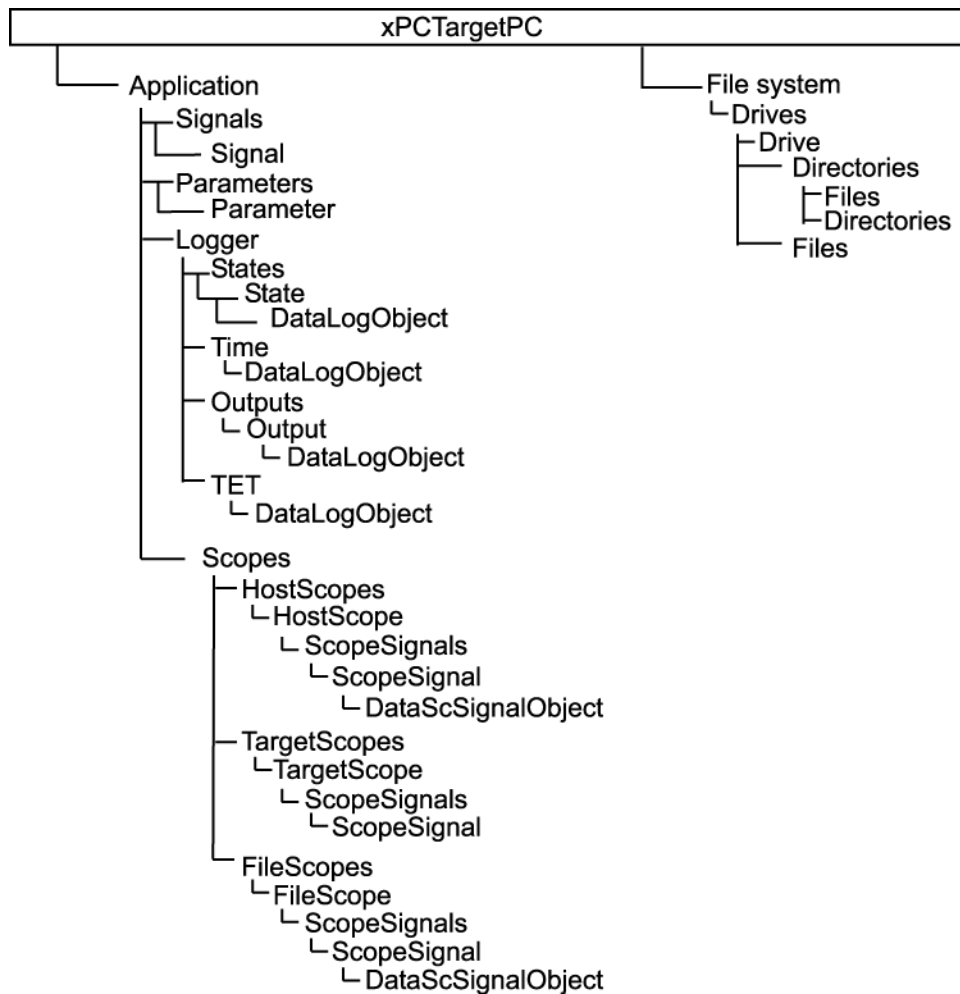 xPCTargetPC
Application
Signals
Signal
Parameters
Parameter
Logger
States
State
DataLogObject
Time
DataLogObject
Outputs
Output
DataLogObject
TET
DataLogObject
Scopes
HostScopes
HostScope
ScopeSignals
ScopeSignal
DataScSignalObject
TargetScopes
TargetScope
ScopeSignals
ScopeSignal
FileScopes
FileScope
ScopeSignals
ScopeSignal
DataScSignalObject
File system
Drives
Drive
Directories
Files
Directories
Files